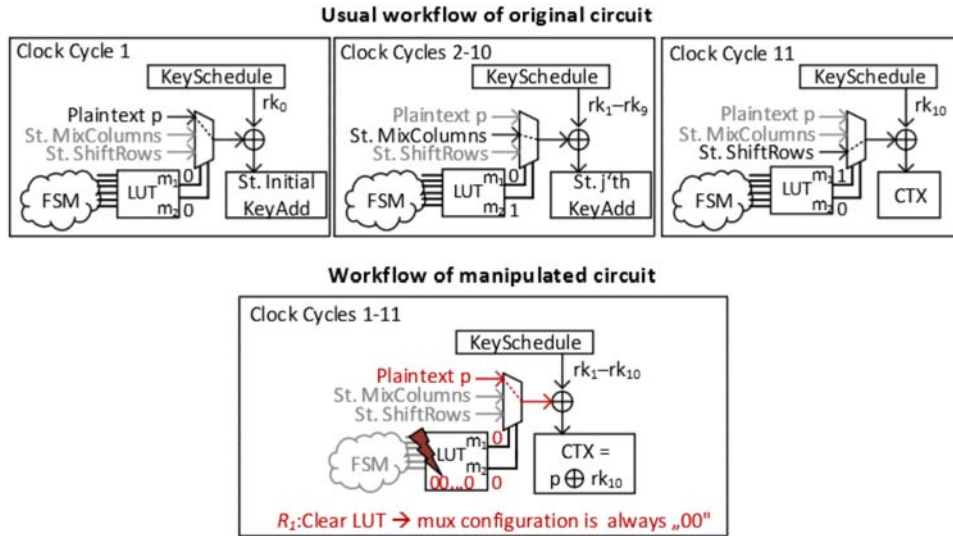 Usual workflow of original circuit
Clock Cycle 1
KeySchedule
rk₀
Plaintext p
St. MixColumns
St. ShiftRows
FSM
LUT
m₁ 0
m₂ 0
St. Initial
KeyAdd
Clock Cycles 2-10
KeySchedule
rk₁–rk₉
Plaintext p
St. MixColumns
St. ShiftRows
FSM
LUT
m₁ 0
m₂ 1
St. j'th
KeyAdd
Clock Cycle 11
KeySchedule
rk₁₀
Plaintext p
St. MixColumns
St. ShiftRows
FSM
LUT
m₁ 1
m₂ 0
CTX
Workflow of manipulated circuit
Clock Cycles 1-11
KeySchedule
rk₁–rk₁₀
Plaintext p
St. MixColumns
St. ShiftRows
FSM
LUT
m₁ 0
m₂
00...0 0
CTX =
p ⊕ rk₁₀
R₁:Clear LUT → mux configuration is always „00"